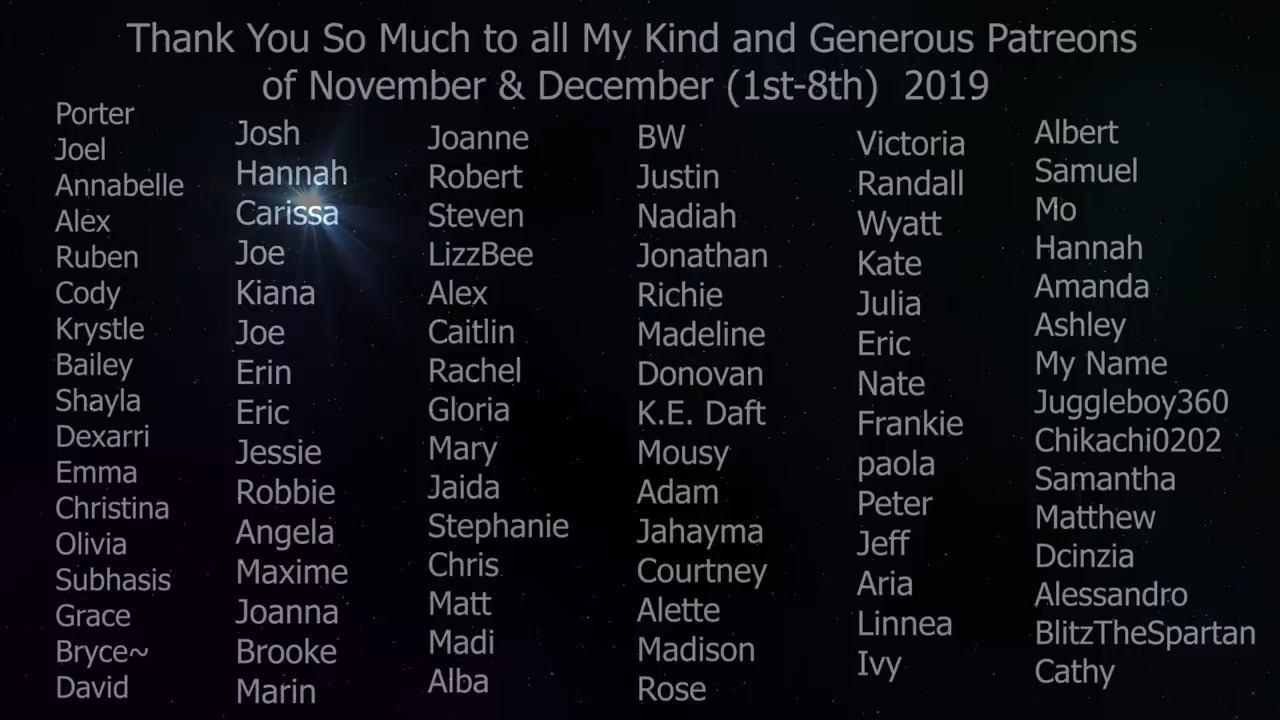 Thank You So Much to all My Kind and Generous Patreons
of November & December (1st-8th) 2019
Porter
Joel
Annabelle
Alex
Ruben
Cody
Krystle
Bailey
Shayla
Dexarri
Emma
Christina
Olivia
Subhasis
Grace
Bryce~
David
Josh
Hannah
Carissa
Joe
Kiana
Joe
Erin
Eric
Jessie
Robbie
Angela
Maxime
Joanna
Brooke
Marin
Joanne
Robert
Steven
LizzBee
Alex
Caitlin
Rachel
Gloria
Mary
Jaida
Stephanie
Chris
Matt
Madi
Alba
BW
Justin
Nadiah
Jonathan
Richie
Madeline
Donovan
K.E. Daft
Mousy
Adam
Jahayma
Courtney
Alette
Madison
Rose
Victoria
Randall
Wyatt
Kate
Julia
Eric
Nate
Frankie
paola
Peter
Jeff
Aria
Linnea
Ivy
Albert
Samuel
Mo
Hannah
Amanda
Ashley
My Name
Juggleboy360
Chikachi0202
Samantha
Matthew
Dcinzia
Alessandro
BlitzTheSpartan
Cathy